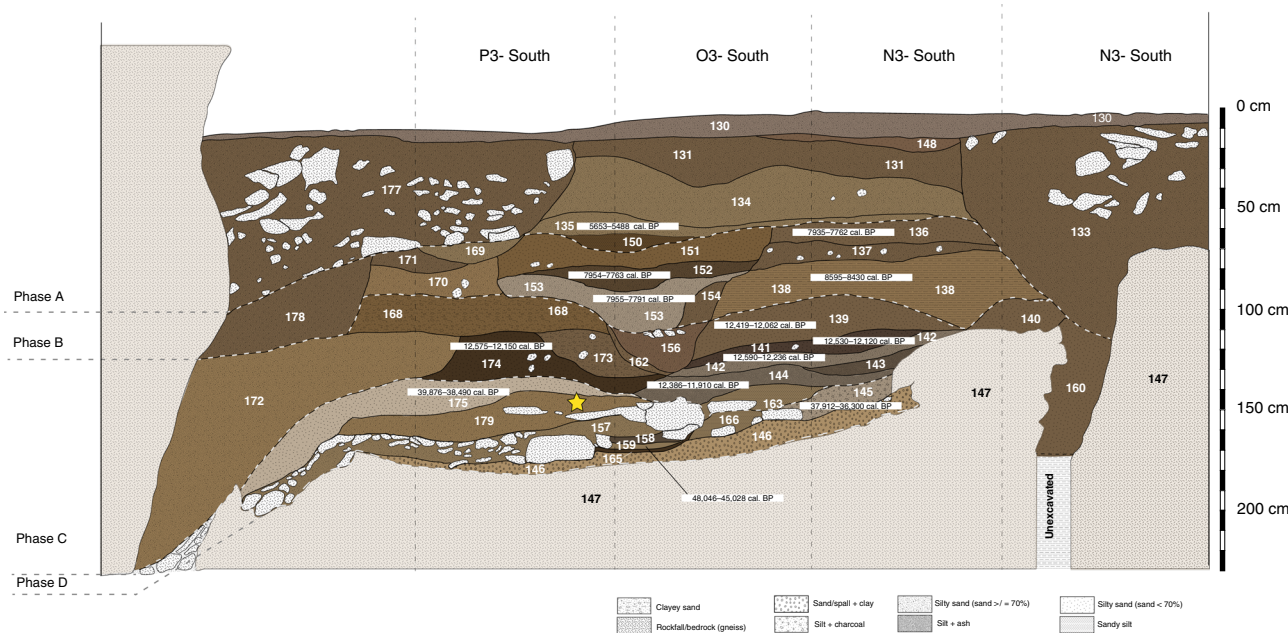 P3- South
O3- South
N3- South
N3- South
0 cm
130
130
148
131
131
177
134
50 cm
135
5653–5488 cal. BP
7935–7762 cal. BP
136
133
150
151
137
169
171
152
7954–7763 cal. BP
8595–8430 cal. BP
170
153
154
138
138
Phase A
7955–7791 cal. BP
100 cm
178
168
168
153
139
140
12,419–12,062 cal. BP
Phase B
12,575–12,150 cal. BP
156
141
12,530–12,120 cal. BP
142
173
162
12,590–12,236 cal. BP
174
142
143
147
144
12,386–11,910 cal. BP
39,876–38,490 cal. BP
145
147
172
175
163
160
37,912–36,300 cal. BP
150 cm
179
157
166
158
146
159
165
146
48,046–45,028 cal. BP
147
Unexcavated
200 cm
Phase C
Phase D
Clayey sand
Sand/spall + clay
Silty sand (sand >/ = 70%)
Silty sand (sand < 70%)
Rockfall/bedrock (gneiss)
Silt + charcoal
Silt + ash
Sandy silt